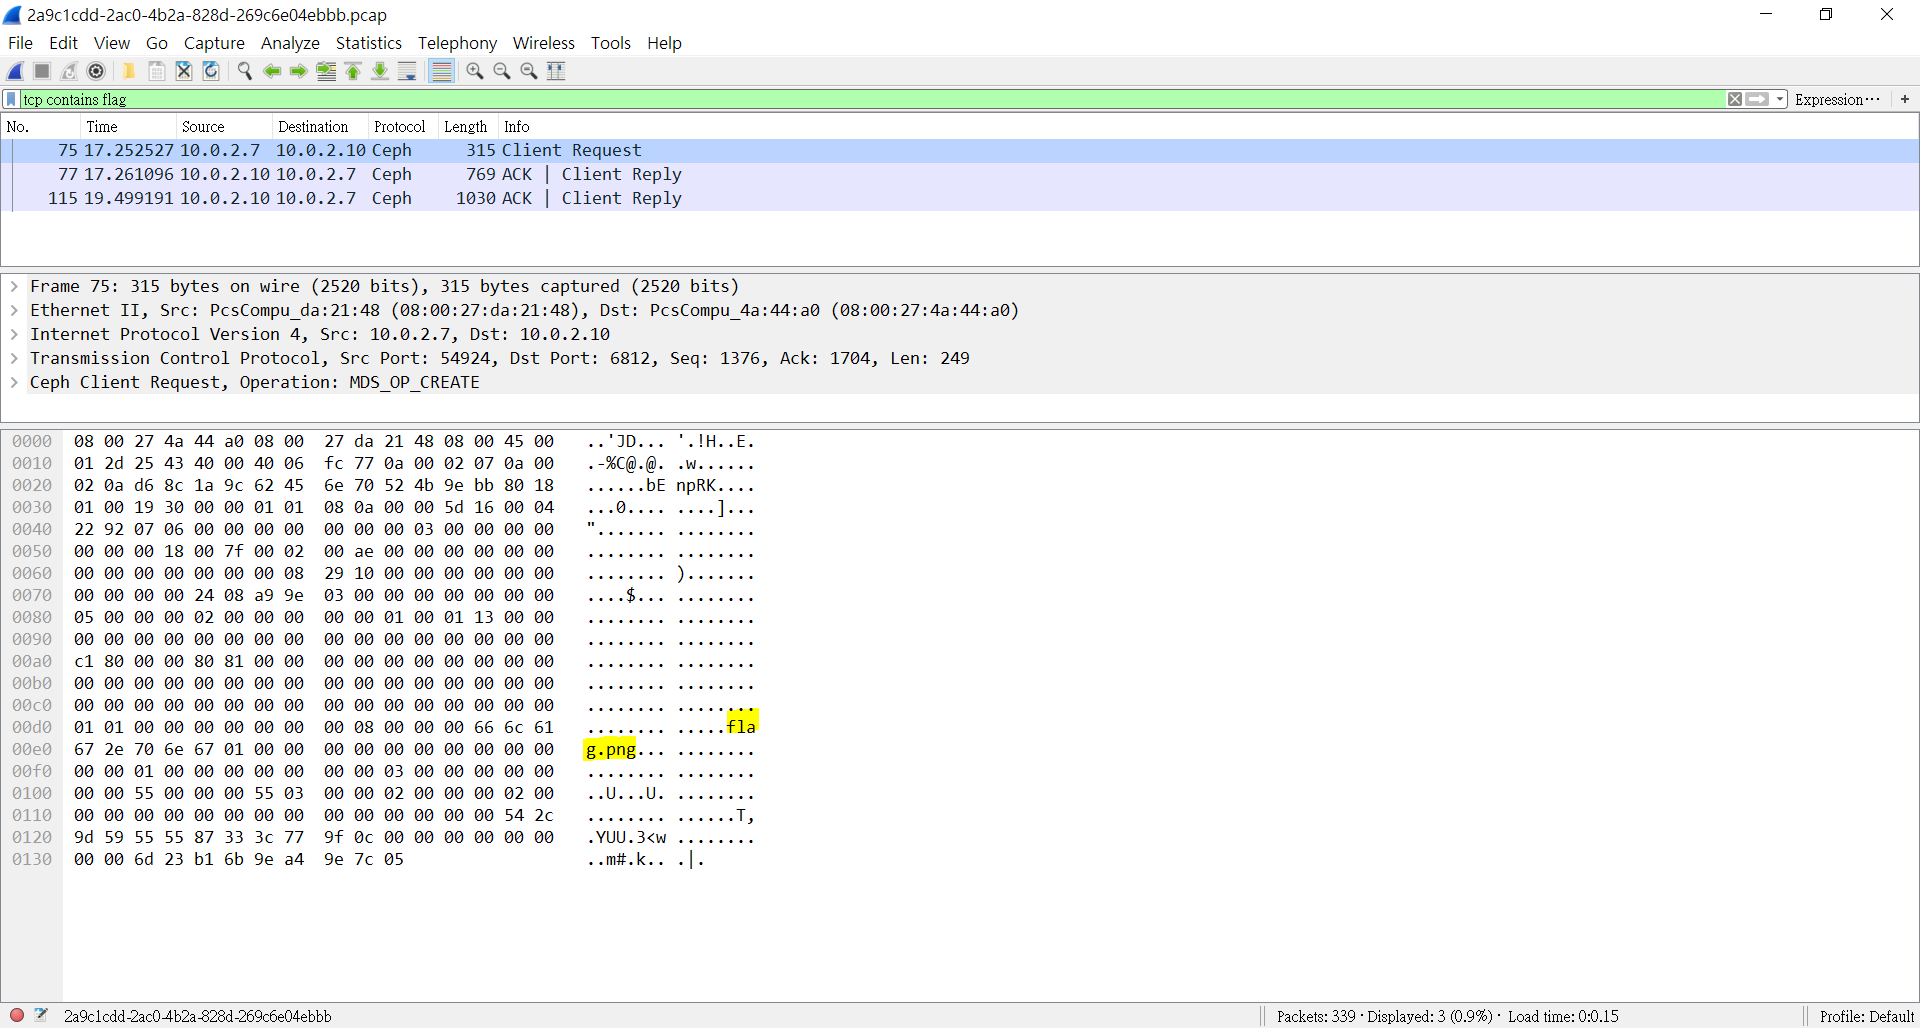 2a9c1cdd-2ac0-4b2a-828d-269c6e04ebbb.pcap
File Edit View Go Capture Analyze Statistics Telephony Wireless Tools Help
tcp contains flag Expression… +
No. Time Source Destination Protocol Length Info
75 17.252527 10.0.2.7 10.0.2.10 Ceph 315 Client Request
77 17.261096 10.0.2.10 10.0.2.7 Ceph 769 ACK | Client Reply
115 19.499191 10.0.2.10 10.0.2.7 Ceph 1030 ACK | Client Reply
Frame 75: 315 bytes on wire (2520 bits), 315 bytes captured (2520 bits)
Ethernet II, Src: PcsCompu_da:21:48 (08:00:27:da:21:48), Dst: PcsCompu_4a:44:a0 (08:00:27:4a:44:a0)
Internet Protocol Version 4, Src: 10.0.2.7, Dst: 10.0.2.10
Transmission Control Protocol, Src Port: 54924, Dst Port: 6812, Seq: 1376, Ack: 1704, Len: 249
Ceph Client Request, Operation: MDS_OP_CREATE
0000 08 00 27 4a 44 a0 08 00 27 da 21 48 08 00 45 00 ..'JD... '.!H..E.
0010 01 2d 25 43 40 00 40 06 fc 77 0a 00 02 07 0a 00 .-%C@.@. .w......
0020 02 0a d6 8c 1a 9c 62 45 6e 70 52 4b 9e bb 80 18 ......bE npRK....
0030 01 00 19 30 00 00 01 01 08 0a 00 00 5d 16 00 04 ...0.... ....]...
0040 22 92 07 06 00 00 00 00 00 00 00 03 00 00 00 00 "....... ........
0050 00 00 00 18 00 7f 00 02 00 ae 00 00 00 00 00 00 ........ ........
0060 00 00 00 00 00 00 00 08 29 10 00 00 00 00 00 00 ........ ).......
0070 00 00 00 00 24 08 a9 9e 03 00 00 00 00 00 00 00 ....$... ........
0080 05 00 00 00 02 00 00 00 00 00 01 00 01 13 00 00 ........ ........
0090 00 00 00 00 00 00 00 00 00 00 00 00 00 00 00 00 ........ ........
00a0 c1 80 00 00 80 81 00 00 00 00 00 00 00 00 00 00 ........ ........
00b0 00 00 00 00 00 00 00 00 00 00 00 00 00 00 00 00 ........ ........
00c0 00 00 00 00 00 00 00 00 00 00 00 00 00 00 00 00 ........ ........
00d0 01 01 00 00 00 00 00 00 00 08 00 00 00 66 6c 61 ........ .....fla
00e0 67 2e 70 6e 67 01 00 00 00 00 00 00 00 00 00 00 g.png... ........
00f0 00 00 01 00 00 00 00 00 00 00 03 00 00 00 00 00 ........ ........
0100 00 00 55 00 00 00 55 03 00 00 02 00 00 00 02 00 ..U...U. ........
0110 00 00 00 00 00 00 00 00 00 00 00 00 00 00 54 2c ........ ......T,
0120 9d 59 55 55 87 33 3c 77 9f 0c 00 00 00 00 00 00 .YUU.3<w ........
0130 00 00 6d 23 b1 6b 9e a4 9e 7c 05 ..m#.k.. .|.
2a9c1cdd-2ac0-4b2a-828d-269c6e04ebbb Packets: 339 · Displayed: 3 (0.9%) · Load time: 0:0.15 Profile: Default